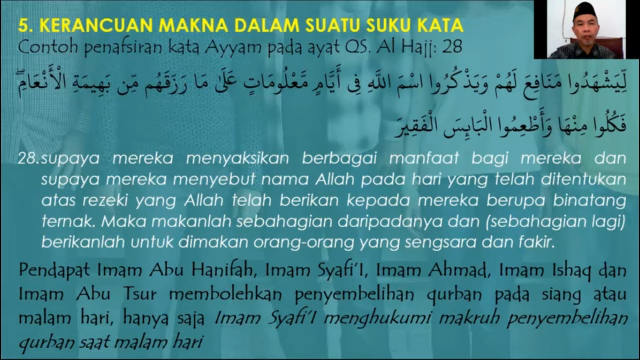 5. KERANCUAN MAKNA DALAM SUATU SUKU KATA
Contoh penafsiran kata Ayyam pada ayat QS. Al Hajj: 28
لِّيَشْهَدُوا مَنَافِعَ لَهُمْ وَيَذْكُرُوا اسْمَ اللَّهِ فِي أَيَّامٍ مَّعْلُومَاتٍ عَلَىٰ مَا رَزَقَهُم مِّن بَهِيمَةِ الْأَنْعَامِ ۖ
فَكُلُوا مِنْهَا وَأَطْعِمُوا الْبَائِسَ الْفَقِيرَ
28.supaya mereka menyaksikan berbagai manfaat bagi mereka dan
supaya mereka menyebut nama Allah pada hari yang telah ditentukan
atas rezeki yang Allah telah berikan kepada mereka berupa binatang
ternak. Maka makanlah sebahagian daripadanya dan (sebahagian lagi)
berikanlah untuk dimakan orang-orang yang sengsara dan fakir.
Pendapat Imam Abu Hanifah, Imam Syafi'I, Imam Ahmad, Imam Ishaq dan
Imam Abu Tsur membolehkan penyembelihan qurban pada siang atau
malam hari, hanya saja Imam Syafi'I menghukumi makruh penyembelihan
qurban saat malam hari